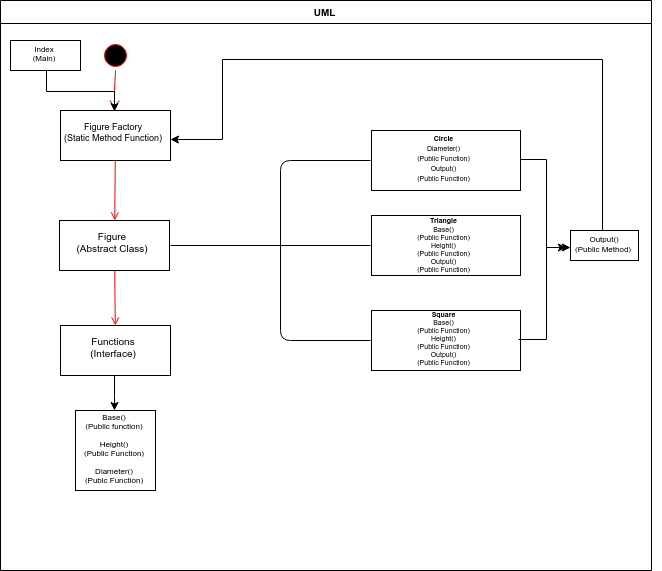 UML
Index
(Main)
Figure Factory
(Static Method Function)
Circle
Diameter()
(Public Function)
Output()
(Public Function)
Triangle
Base()
(Public Function)
Height()
(Public Function)
Output()
(Public Function)
Output()
(Public Method)
Figure
(Abstract Class)
Square
Base()
(Public Function)
Height()
(Public Function)
Output()
(Public Function)
Functions
(Interface)
Base()
(Public function)
Height()
(Public Function)
Diameter()
(Public Function)